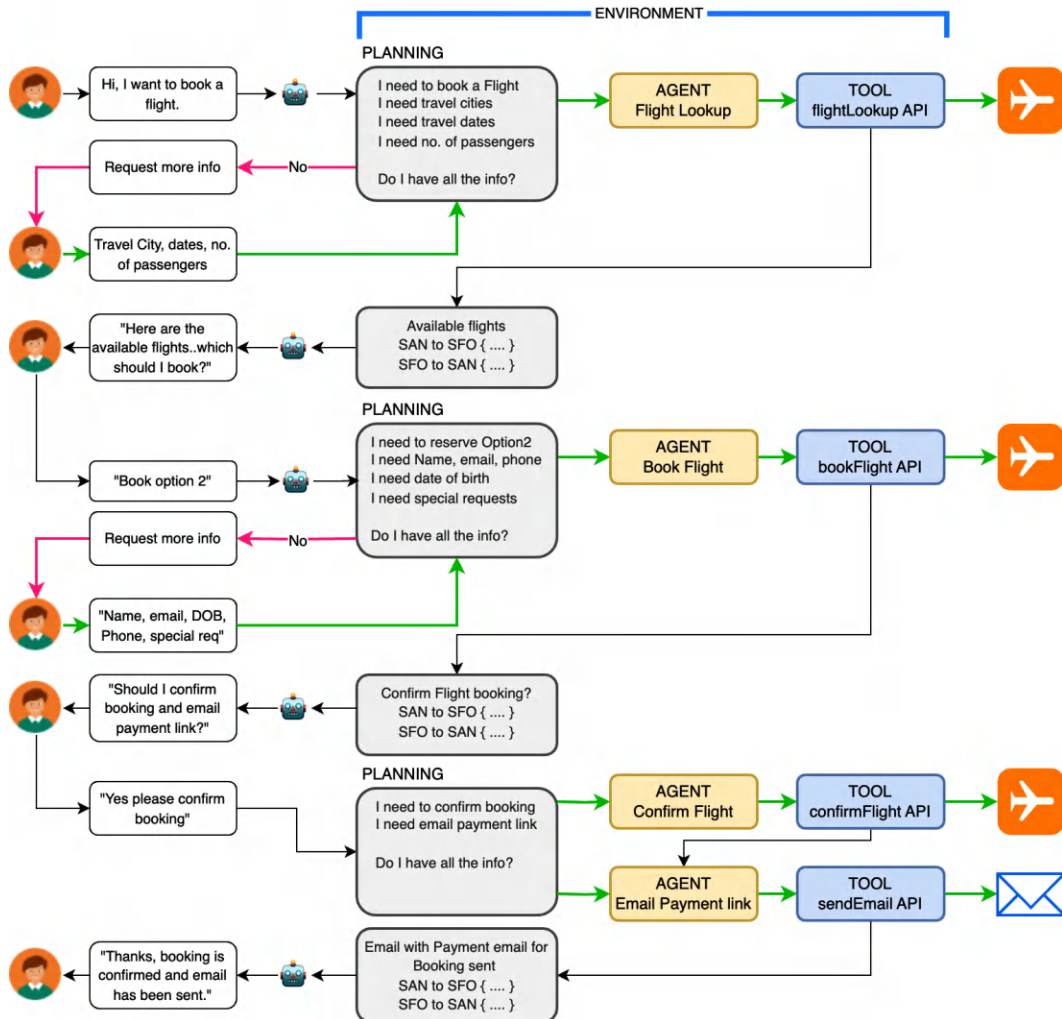 ENVIRONMENT
PLANNING
Hi, I want to book a
flight.
I need to book a Flight
I need travel cities
I need travel dates
I need no. of passengers
Do I have all the info?
AGENT
Flight Lookup
TOOL
flightLookup API
Request more info
No
Travel City, dates, no.
of passengers
"Here are the
available flights..which
should I book?"
Available flights
SAN to SFO { .... }
SFO to SAN { .... }
PLANNING
I need to reserve Option2
I need Name, email, phone
I need date of birth
I need special requests
Do I have all the info?
AGENT
Book Flight
TOOL
bookFlight API
"Book option 2"
Request more info
No
"Name, email, DOB,
Phone, special req"
"Should I confirm
booking and email
payment link?"
Confirm Flight booking?
SAN to SFO { .... }
SFO to SAN { .... }
PLANNING
"Yes please confirm
booking"
I need to confirm booking
I need email payment link
Do I have all the info?
AGENT
Confirm Flight
TOOL
confirmFlight API
AGENT
Email Payment link
TOOL
sendEmail API
"Thanks, booking is
confirmed and email
has been sent."
Email with Payment email for
Booking sent
SAN to SFO { .... }
SFO to SAN { .... }